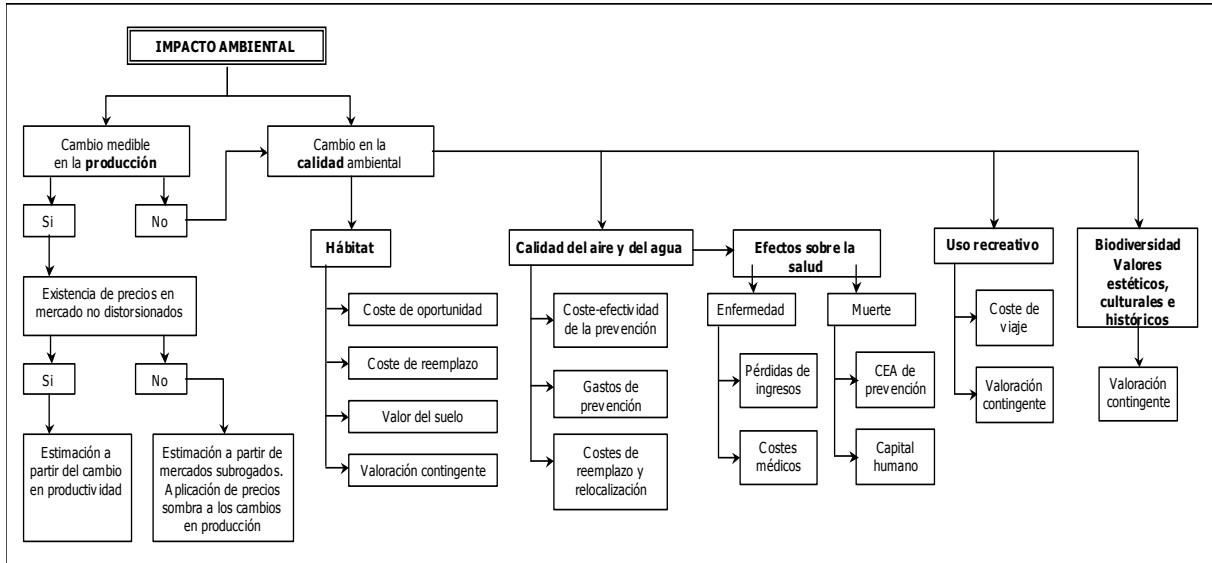 IMPACTO AMBIENTAL
Cambio medible
en la producción
Cambio en la
calidad ambiental
Si
No
Existencia de precios en
mercado no distorsionados
Si
No
Estimación a
partir del cambio
en productividad
Estimación a partir de
mercados subrogados.
Aplicación de precios
sombra a los cambios
en producción
Hábitat
Coste de oportunidad
Coste de reemplazo
Valor del suelo
Valoración contingente
Calidad del aire y del agua
Coste-efectividad
de la prevención
Gastos de
prevención
Costes de
reemplazo y
relocalización
Efectos sobre la
salud
Enfermedad
Pérdidas de
ingresos
Costes
médicos
Muerte
CEA de
prevención
Capital
humano
Uso recreativo
Coste de
viaje
Valoración
contingente
Biodiversidad
Valores
estéticos,
culturales e
históricos
Valoración
contingente